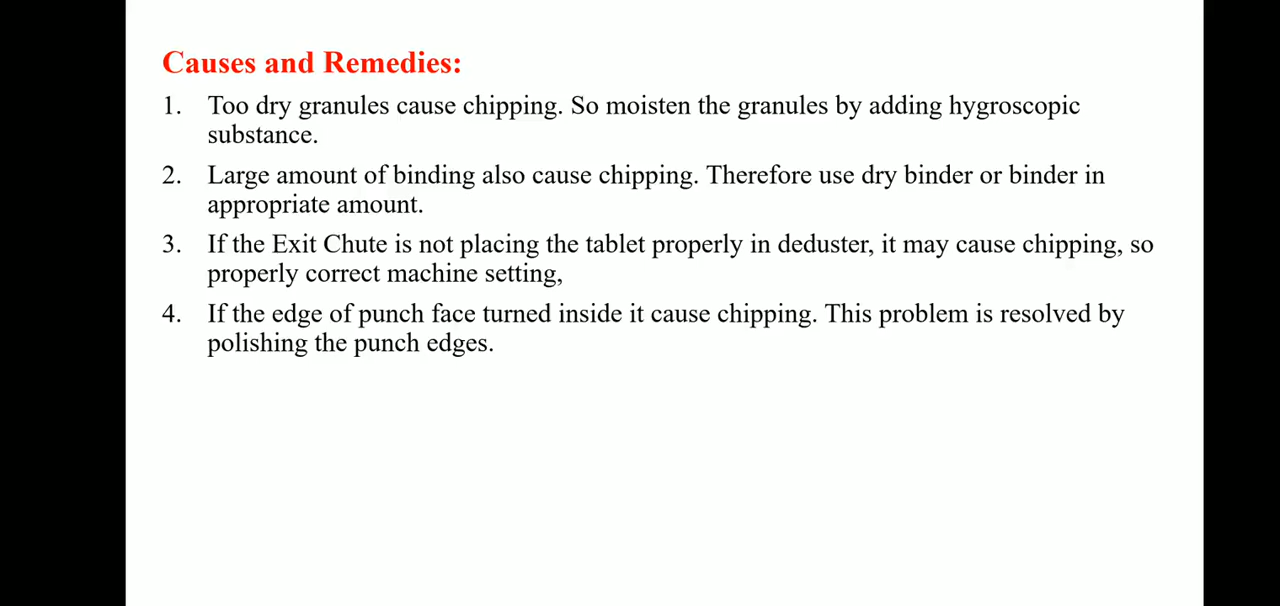 Causes and Remedies:
1. Too dry granules cause chipping. So moisten the granules by adding hygroscopic
substance.
2. Large amount of binding also cause chipping. Therefore use dry binder or binder in
appropriate amount.
3. If the Exit Chute is not placing the tablet properly in deduster, it may cause chipping, so
properly correct machine setting,
4. If the edge of punch face turned inside it cause chipping. This problem is resolved by
polishing the punch edges.